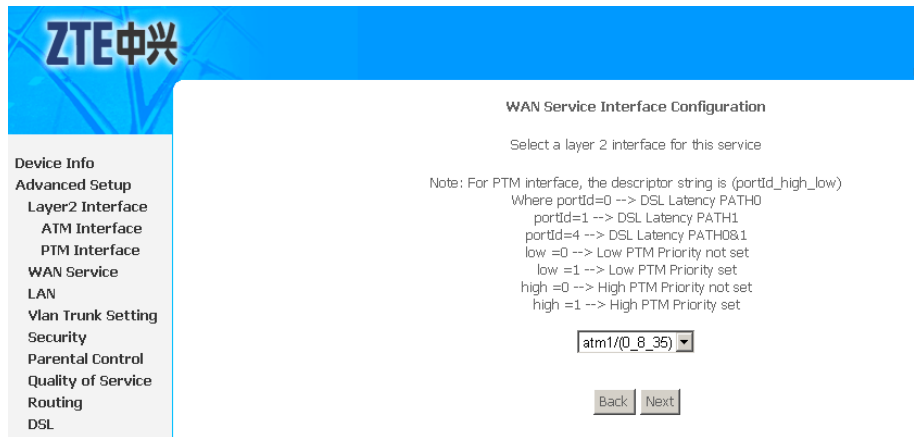 ZTE中兴
WAN Service Interface Configuration
Select a layer 2 interface for this service
Note: For PTM interface, the descriptor string is (portId_high_low)
Where portId=0 --> DSL Latency PATH0
portId=1 --> DSL Latency PATH1
portId=4 --> DSL Latency PATH0&1
low =0 --> Low PTM Priority not set
low =1 --> Low PTM Priority set
high =0 --> High PTM Priority not set
high =1 --> High PTM Priority set
atm1/(0_8_35)
Back Next
Device Info
Advanced Setup
Layer2 Interface
ATM Interface
PTM Interface
WAN Service
LAN
Vlan Trunk Setting
Security
Parental Control
Quality of Service
Routing
DSL